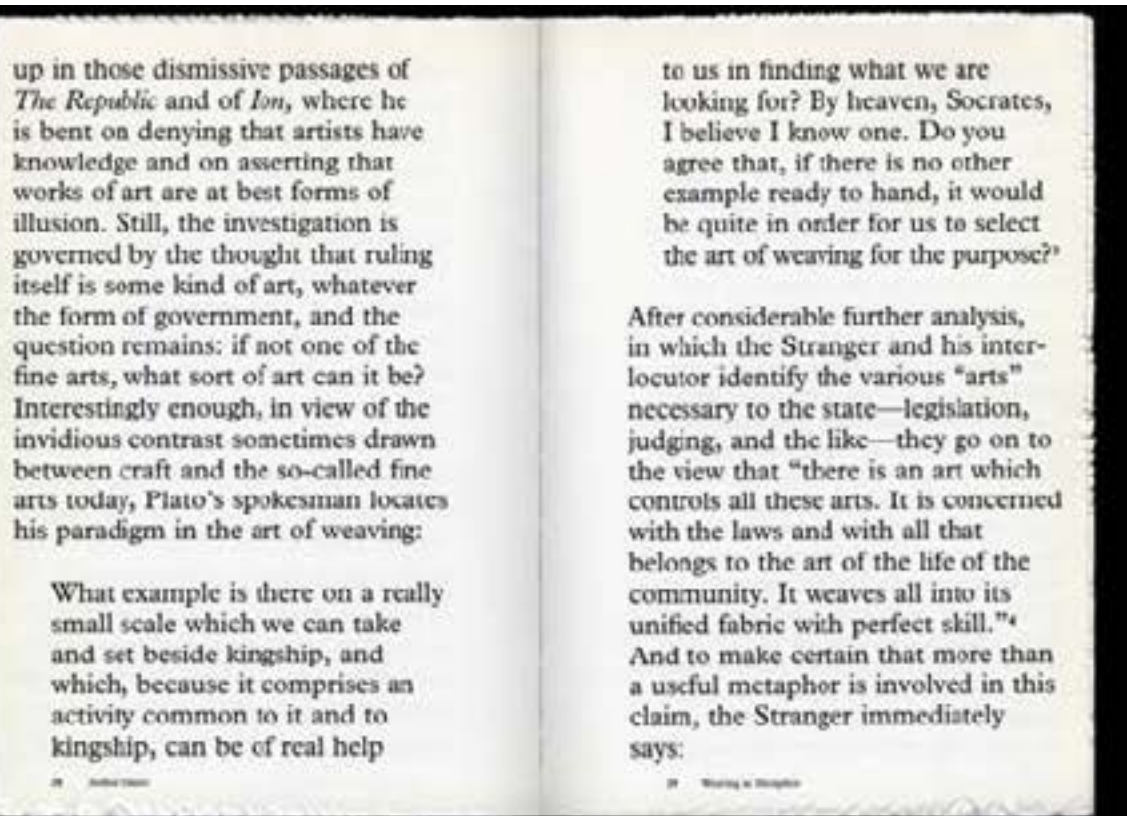 up in those dismissive passages of
The Republic and of Ion, where he
is bent on denying that artists have
knowledge and on asserting that
works of art are at best forms of
illusion. Still, the investigation is
governed by the thought that ruling
itself is some kind of art, whatever
the form of government, and the
question remains: if not one of the
fine arts, what sort of art can it be?
Interestingly enough, in view of the
invidious contrast sometimes drawn
between craft and the so-called fine
arts today, Plato's spokesman locates
his paradigm in the art of weaving:
What example is there on a really
small scale which we can take
and set beside kingship, and
which, because it comprises an
activity common to it and to
kingship, can be of real help
to us in finding what we are
looking for? By heaven, Socrates,
I believe I know one. Do you
agree that, if there is no other
example ready to hand, it would
be quite in order for us to select
the art of weaving for the purpose?³
After considerable further analysis,
in which the Stranger and his inter-
locutor identify the various "arts"
necessary to the state—legislation,
judging, and the like—they go on to
the view that "there is an art which
controls all these arts. It is concerned
with the laws and with all that
belongs to the art of the life of the
community. It weaves all into its
unified fabric with perfect skill."⁴
And to make certain that more than
a useful metaphor is involved in this
claim, the Stranger immediately
says: